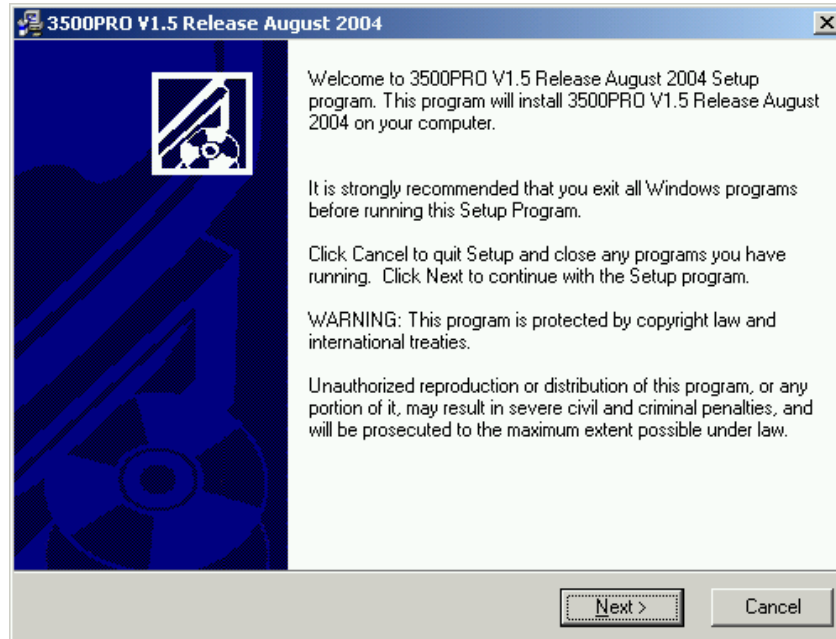 3500PRO V1.5 Release August 2004
Welcome to 3500PRO V1.5 Release August 2004 Setup
program. This program will install 3500PRO V1.5 Release August
2004 on your computer.
It is strongly recommended that you exit all Windows programs
before running this Setup Program.
Click Cancel to quit Setup and close any programs you have
running.  Click Next to continue with the Setup program.
WARNING: This program is protected by copyright law and
international treaties.
Unauthorized reproduction or distribution of this program, or any
portion of it, may result in severe civil and criminal penalties, and
will be prosecuted to the maximum extent possible under law.
Next >
Cancel